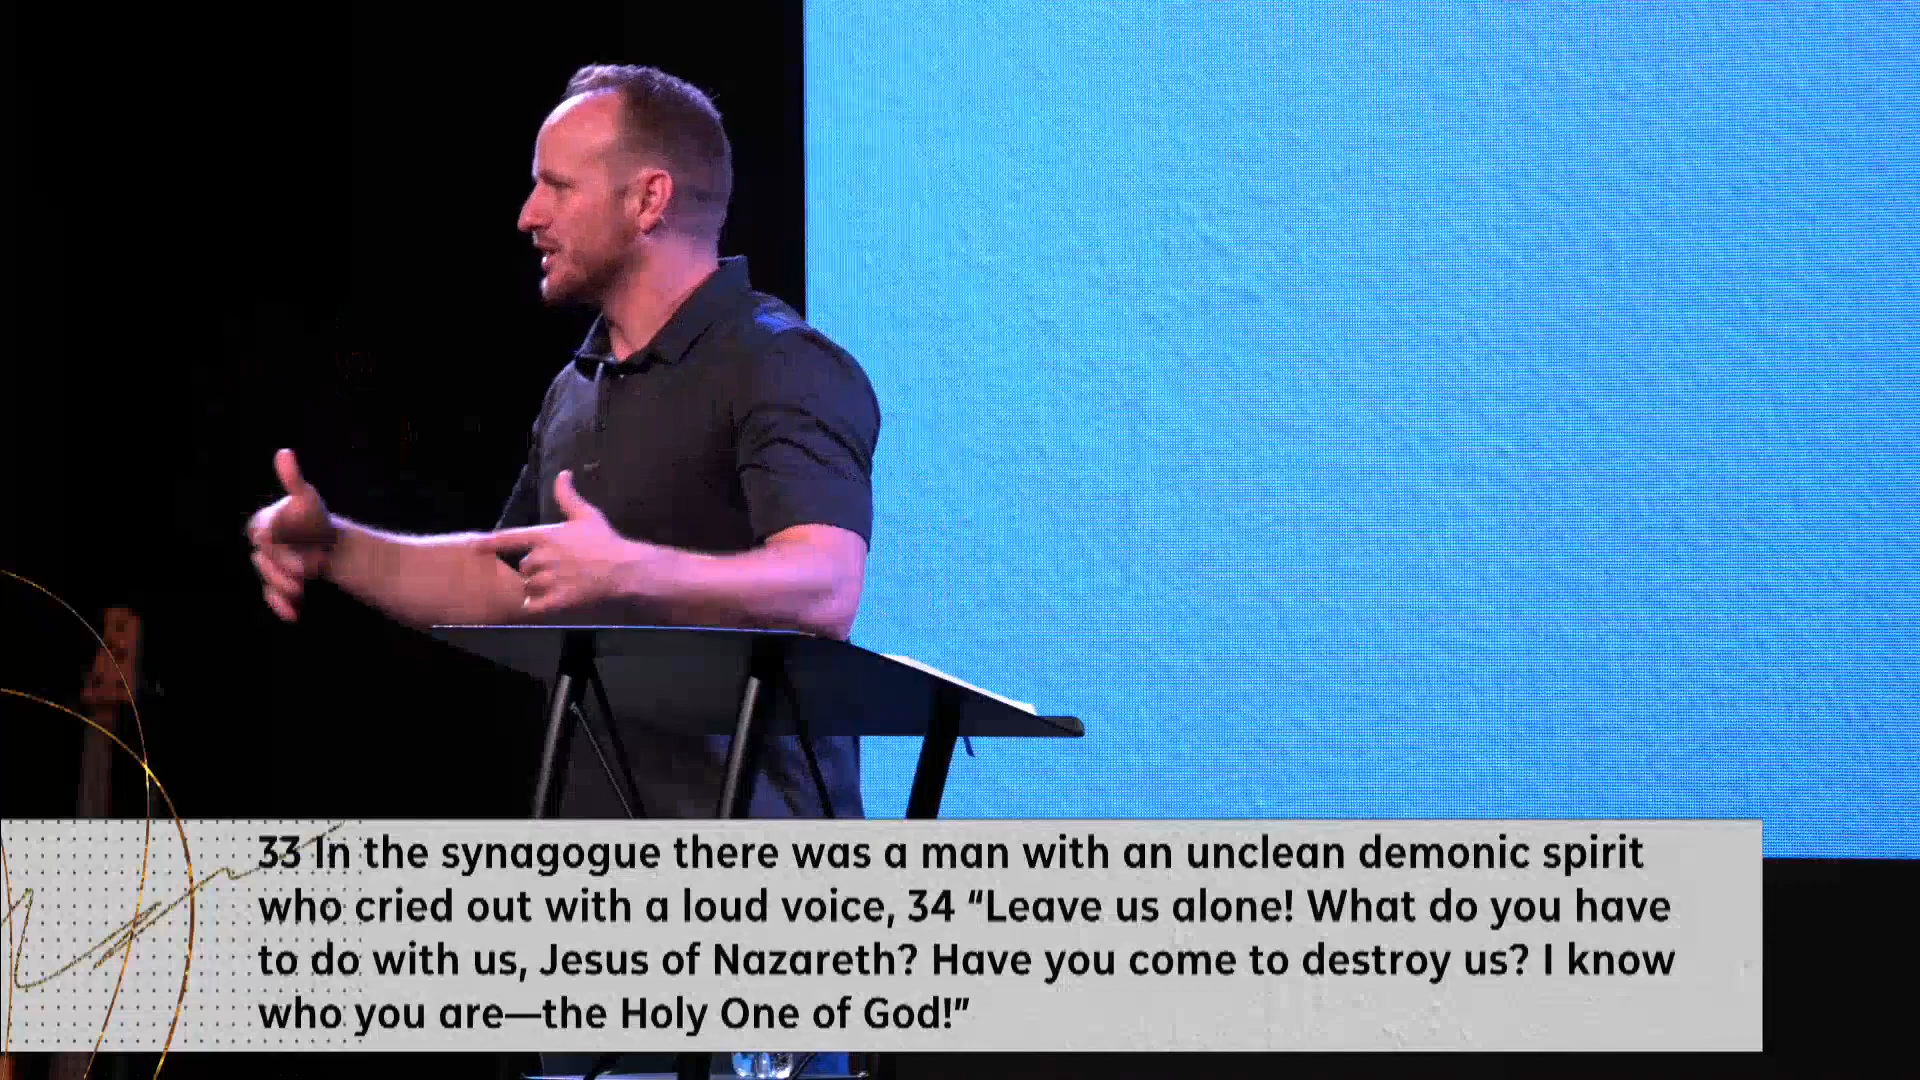 33 In the synagogue there was a man with an unclean demonic spirit
who cried out with a loud voice, 34 “Leave us alone! What do you have
to do with us, Jesus of Nazareth? Have you come to destroy us? I know
who you are—the Holy One of God!”